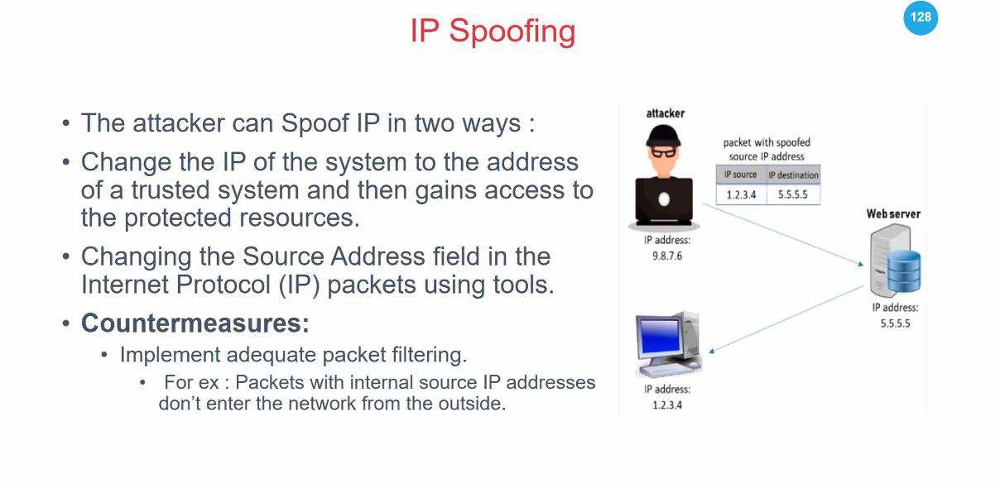 IP Spoofing
128
• The attacker can Spoof IP in two ways :
• Change the IP of the system to the address
of a trusted system and then gains access to
the protected resources.
• Changing the Source Address field in the
Internet Protocol (IP) packets using tools.
• Countermeasures:
• Implement adequate packet filtering.
• For ex : Packets with internal source IP addresses
don’t enter the network from the outside.
attacker
packet with spoofed
source IP address
IP source IP destination
1.2.3.4 5.5.5.5
IP address:
9.8.7.6
Web server
IP address:
5.5.5.5
IP address:
1.2.3.4